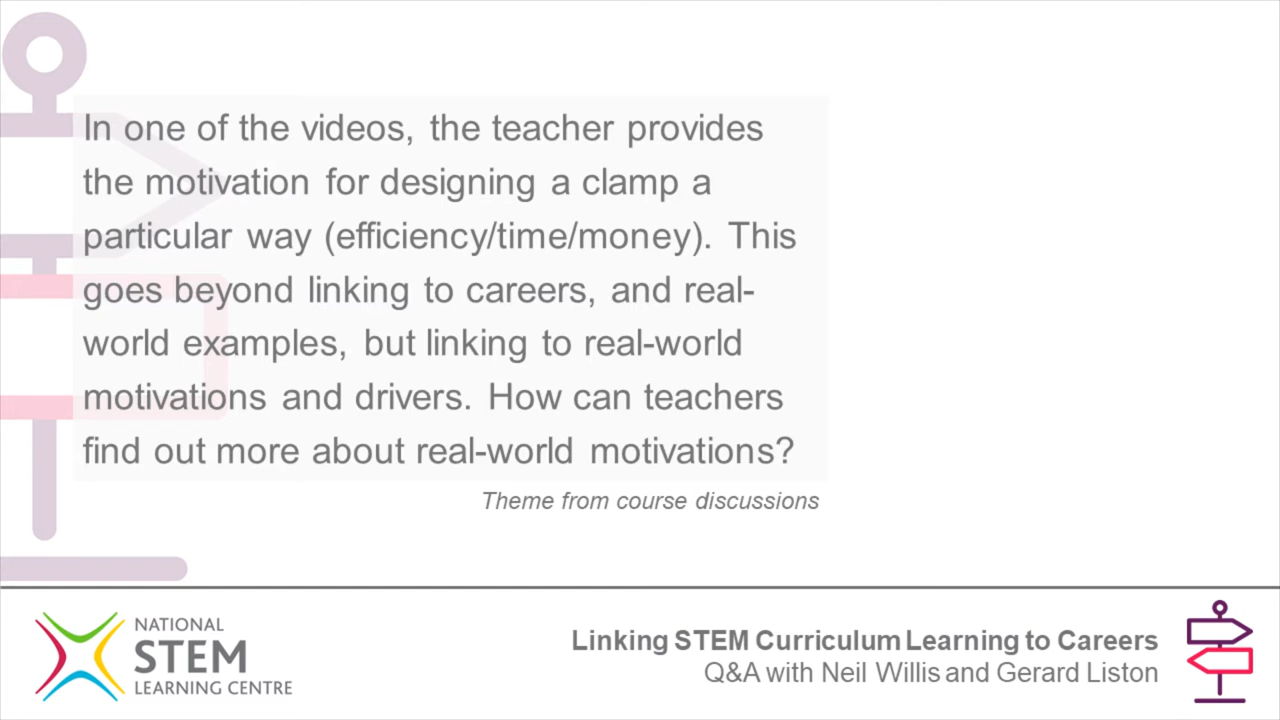 In one of the videos, the teacher provides
the motivation for designing a clamp a
particular way (efficiency/time/money). This
goes beyond linking to careers, and real-
world examples, but linking to real-world
motivations and drivers. How can teachers
find out more about real-world motivations?
Theme from course discussions
NATIONAL
STEM
LEARNING CENTRE
Linking STEM Curriculum Learning to Careers
Q&A with Neil Willis and Gerard Liston